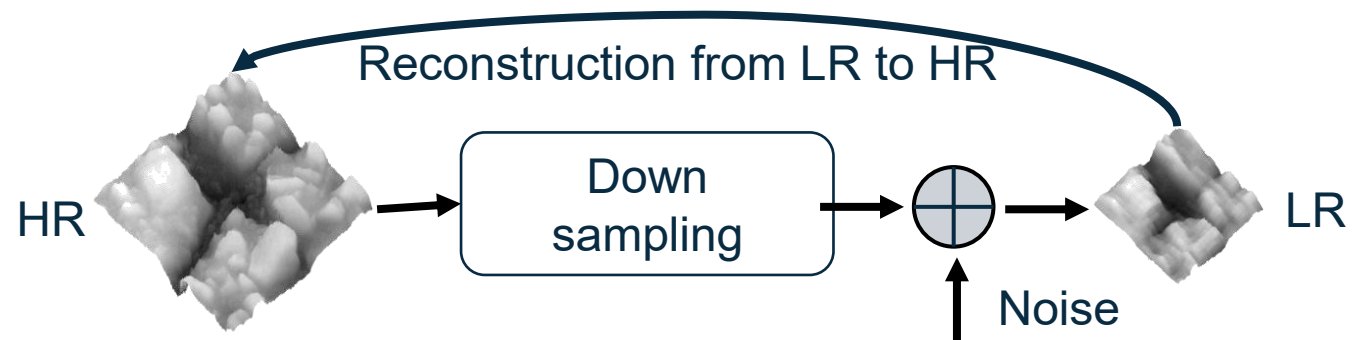 Reconstruction from LR to HR
HR
Down
sampling
LR
Noise